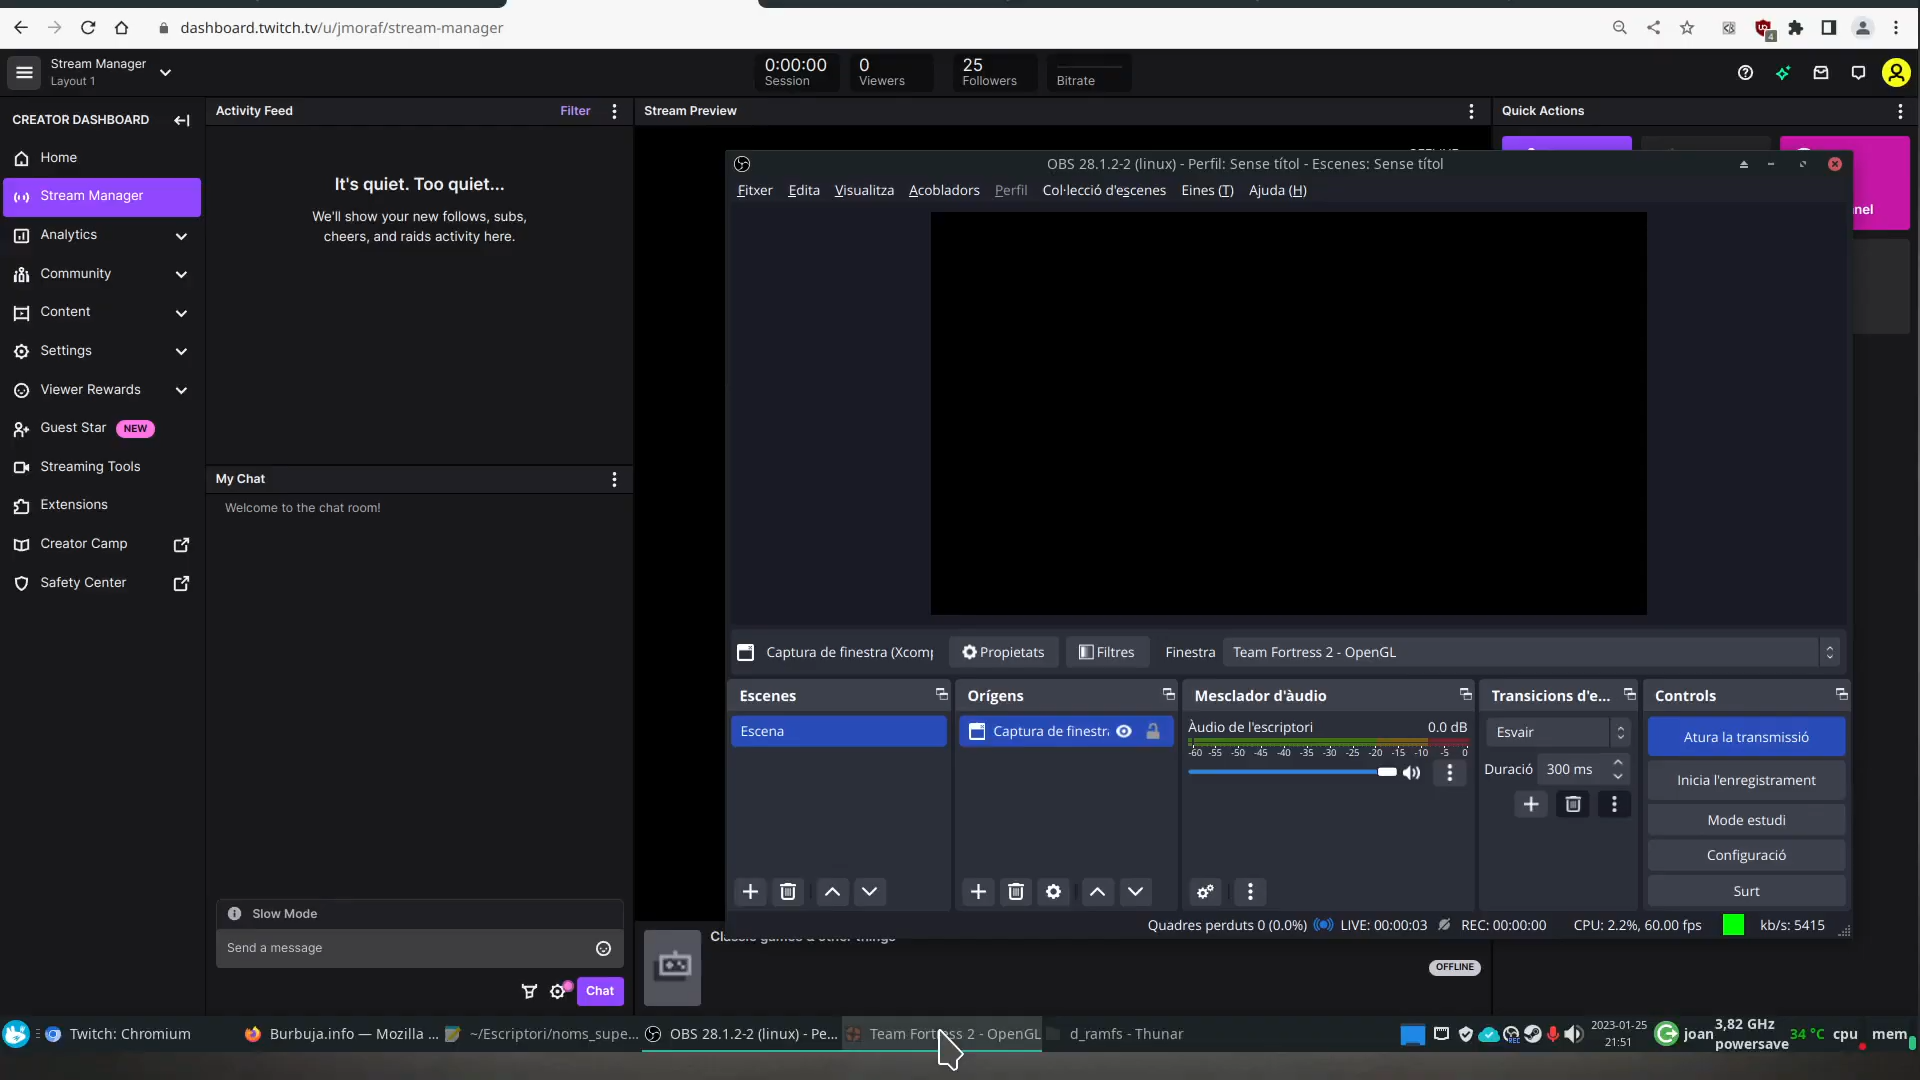 dashboard.twitch.tv/u/jmoraf/stream-manager
4
Stream Manager
Layout 1
0:00:00
Session
0
Viewers
25
Followers
Bitrate
CREATOR DASHBOARD
Home
Stream Manager
Analytics
Community
Content
Settings
Viewer Rewards
Guest Star NEW
Streaming Tools
Extensions
Creator Camp
Safety Center
Activity Feed Filter
It's quiet. Too quiet...
We'll show your new follows, subs,
cheers, and raids activity here.
My Chat
Welcome to the chat room!
Slow Mode
Send a message
Chat
Stream Preview
Quick Actions
nel
OBS 28.1.2-2 (linux) - Perfil: Sense títol - Escenes: Sense títol
Fitxer Edita Visualitza Acobladors Perfil Col·lecció d'escenes Eines (T) Ajuda (H)
Captura de finestra (Xcomp Propietats Filtres Finestra Team Fortress 2 - OpenGL
Escenes
Escena
Orígens
Captura de finestra
Mesclador d'àudio
Àudio de l'escriptori 0.0 dB
-60 -55 -50 -45 -40 -35 -30 -25 -20 -15 -10 -5 0
Transicions d'e...
Esvair
Duració 300 ms
Controls
Atura la transmissió
Inicia l'enregistrament
Mode estudi
Configuració
Surt
Quadres perduts 0 (0.0%) LIVE: 00:00:03 REC: 00:00:00 CPU: 2.2%, 60.00 fps kb/s: 5415
Classic games & other things
OFFLINE
Twitch: Chromium
Burbuja.info — Mozilla ...
~/Escriptori/noms_supe...
OBS 28.1.2-2 (linux) - Pe...
Team Fortress 2 - OpenGL
d_ramfs - Thunar
REC
2023-01-25
21:51
joan
3,82 GHz
powersave
34 °C
cpu
mem